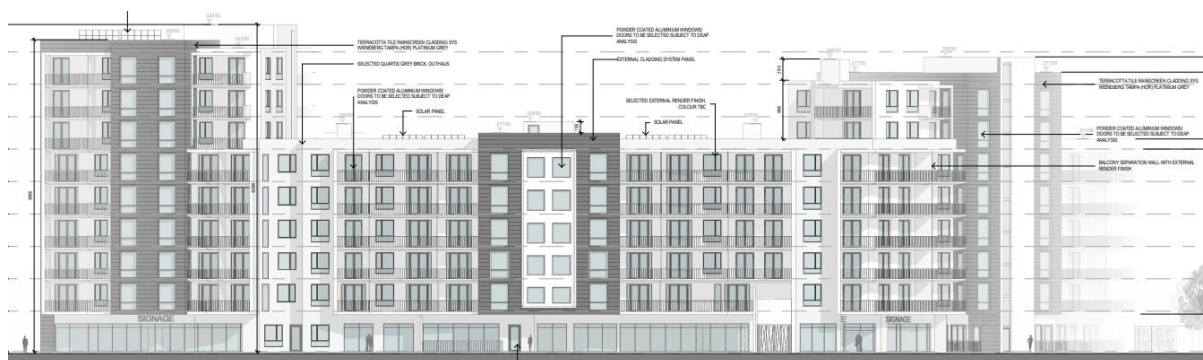 POWDER COATED ALUMINIUM WINDOWS/
DOORS TO BE SELECTED SUBJECT TO DEAP
ANALYSIS
TERRACOTTA TILE RAINSCREEN CLADDING SYS
WIENEBERG TAMPA (HOR) PLATINUM GREY
EXTERNAL CLADDING SYSTEM PANEL
SELECTED QUARTIS GREY BRICK, OUTHAUS
TERRACOTTA TILE RAINSCREEN CLADDING SYS
WIENEBERG TAMPA (HOR) PLATINUM GREY
POWDER COATED ALUMINIUM WINDOWS/
DOORS TO BE SELECTED SUBJECT TO DEAP
ANALYSIS
SELECTED EXTERNAL RENDER FINISH,
COLOUR TBC
SOLAR PANEL
SOLAR PANEL
POWDER COATED ALUMINIUM WINDOWS/
DOORS TO BE SELECTED SUBJECT TO DEAP
ANALYSIS
BALCONY SEPARATION WALL WITH EXTERNAL
RENDER FINISH
SIGNAGE
E
SIGNAGE